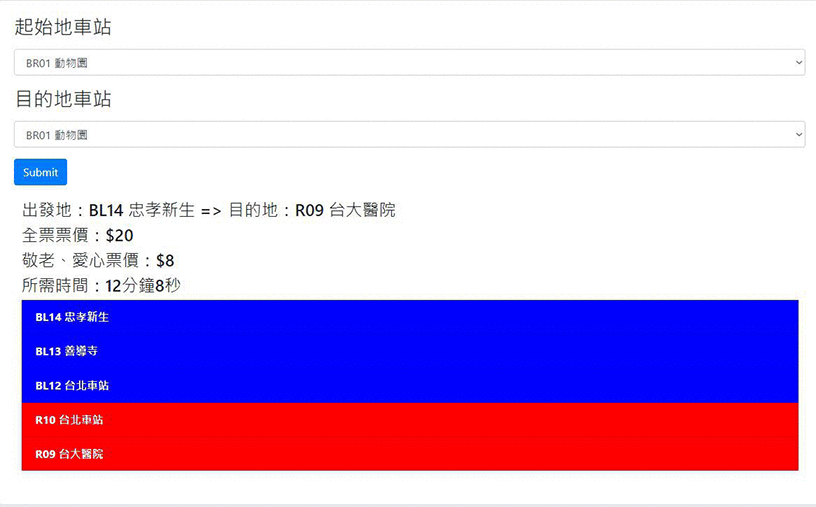 起始地車站
BR01 動物園
目的地車站
BR01 動物園
Submit
出發地：BL14 忠孝新生 => 目的地：R09 台大醫院
全票票價：$20
敬老、愛心票價：$8
所需時間：12分鐘8秒
BL14 忠孝新生
BL13 善導寺
BL12 台北車站
R10 台北車站
R09 台大醫院